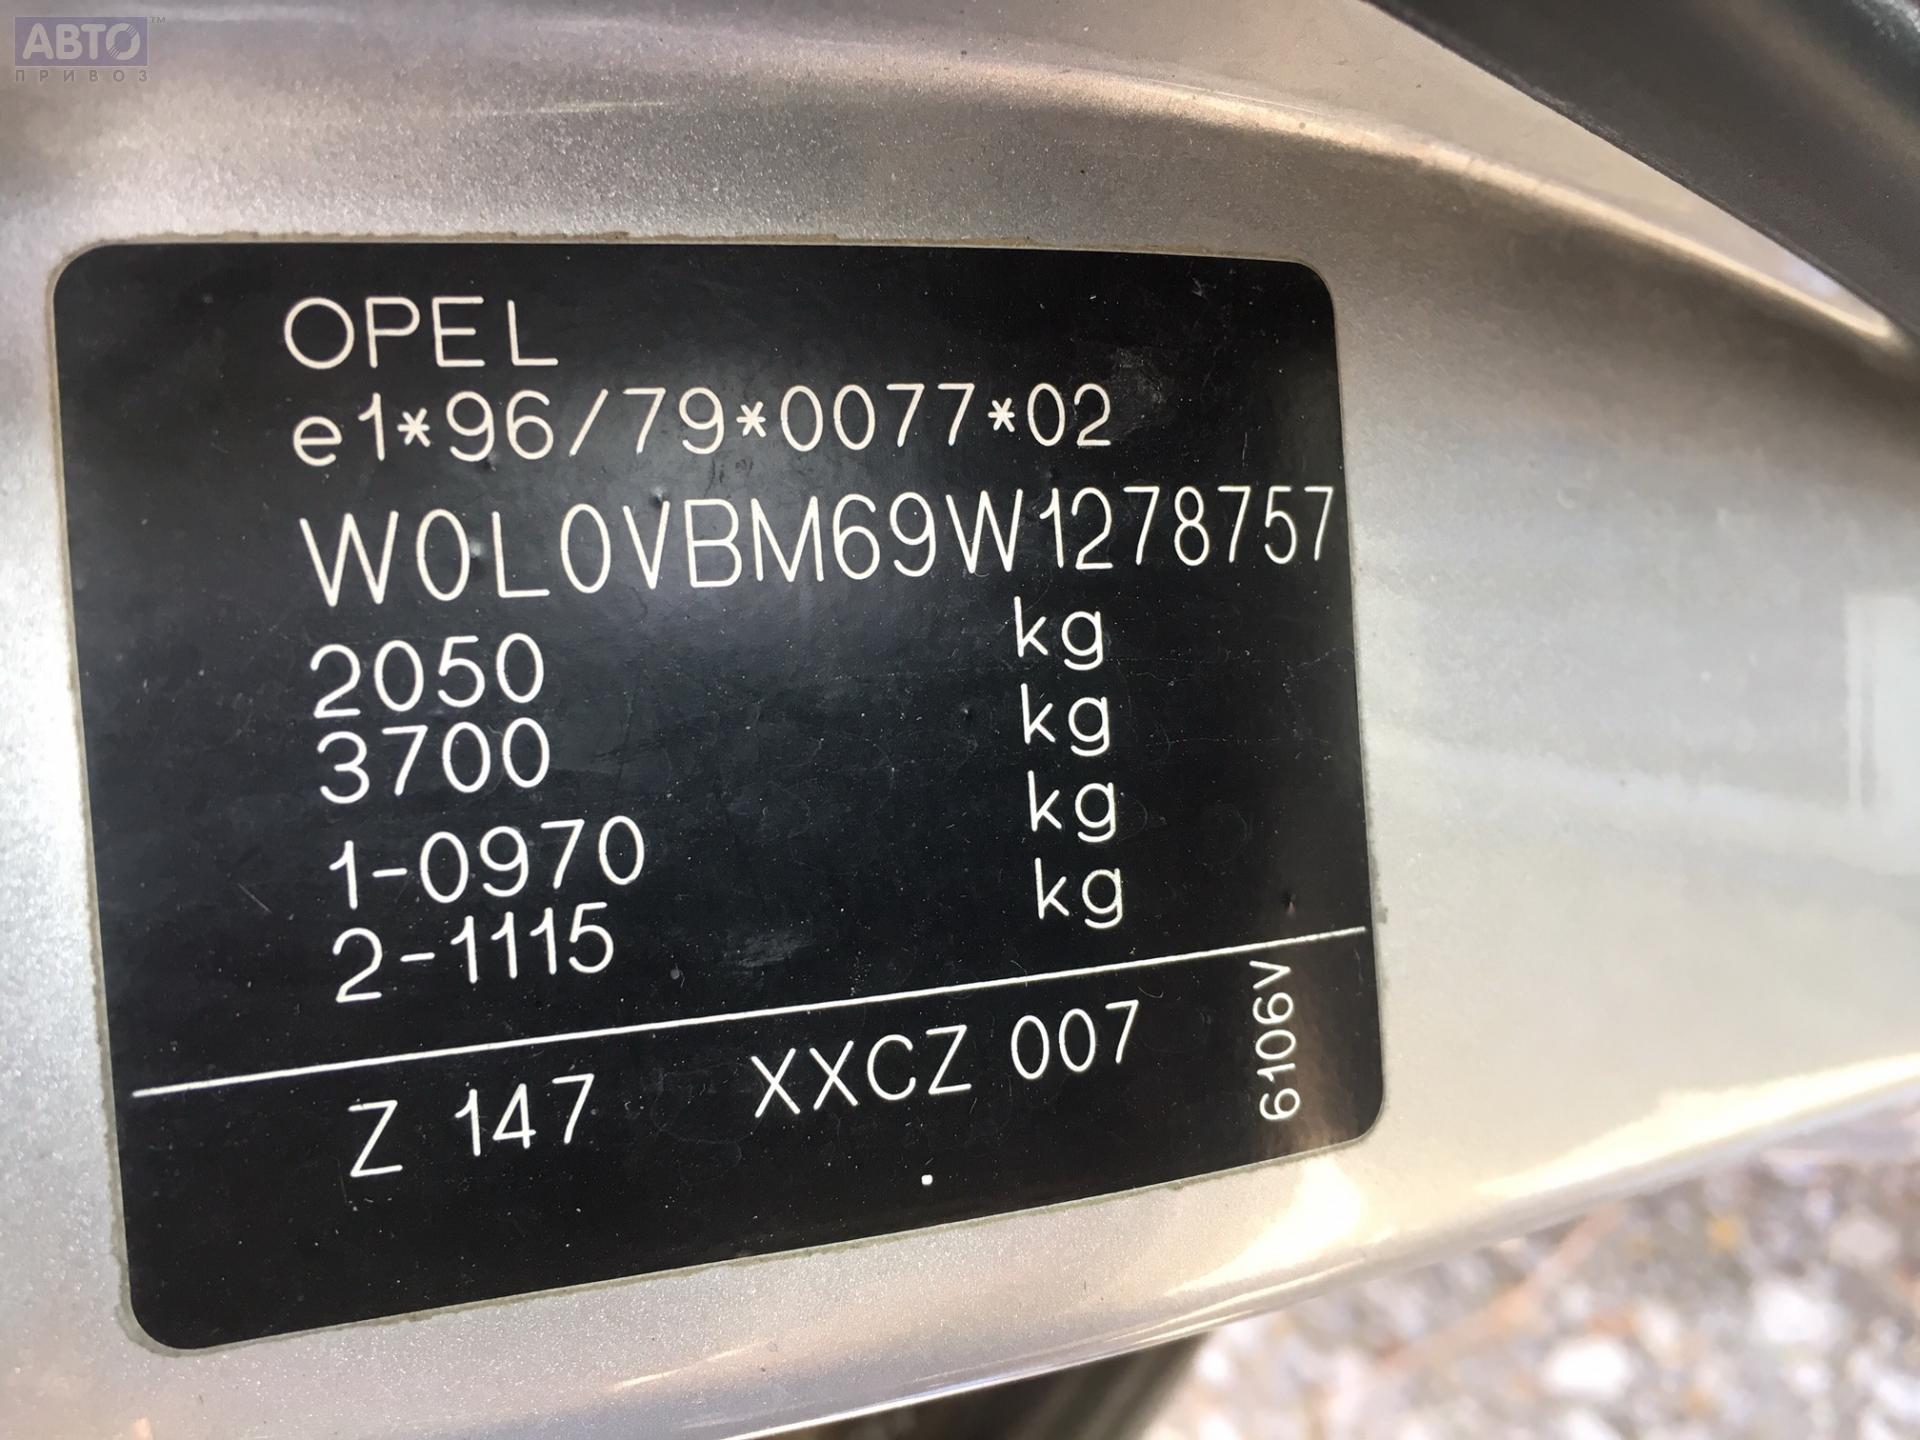 АВТО™
ПРИВОЗ
OPEL
e1*96/79*0077*02
W0L0VBM69W1278757
2050 kg
3700 kg
1-0970 kg
2-1115 kg
Z 147 XXCZ 007
6106V